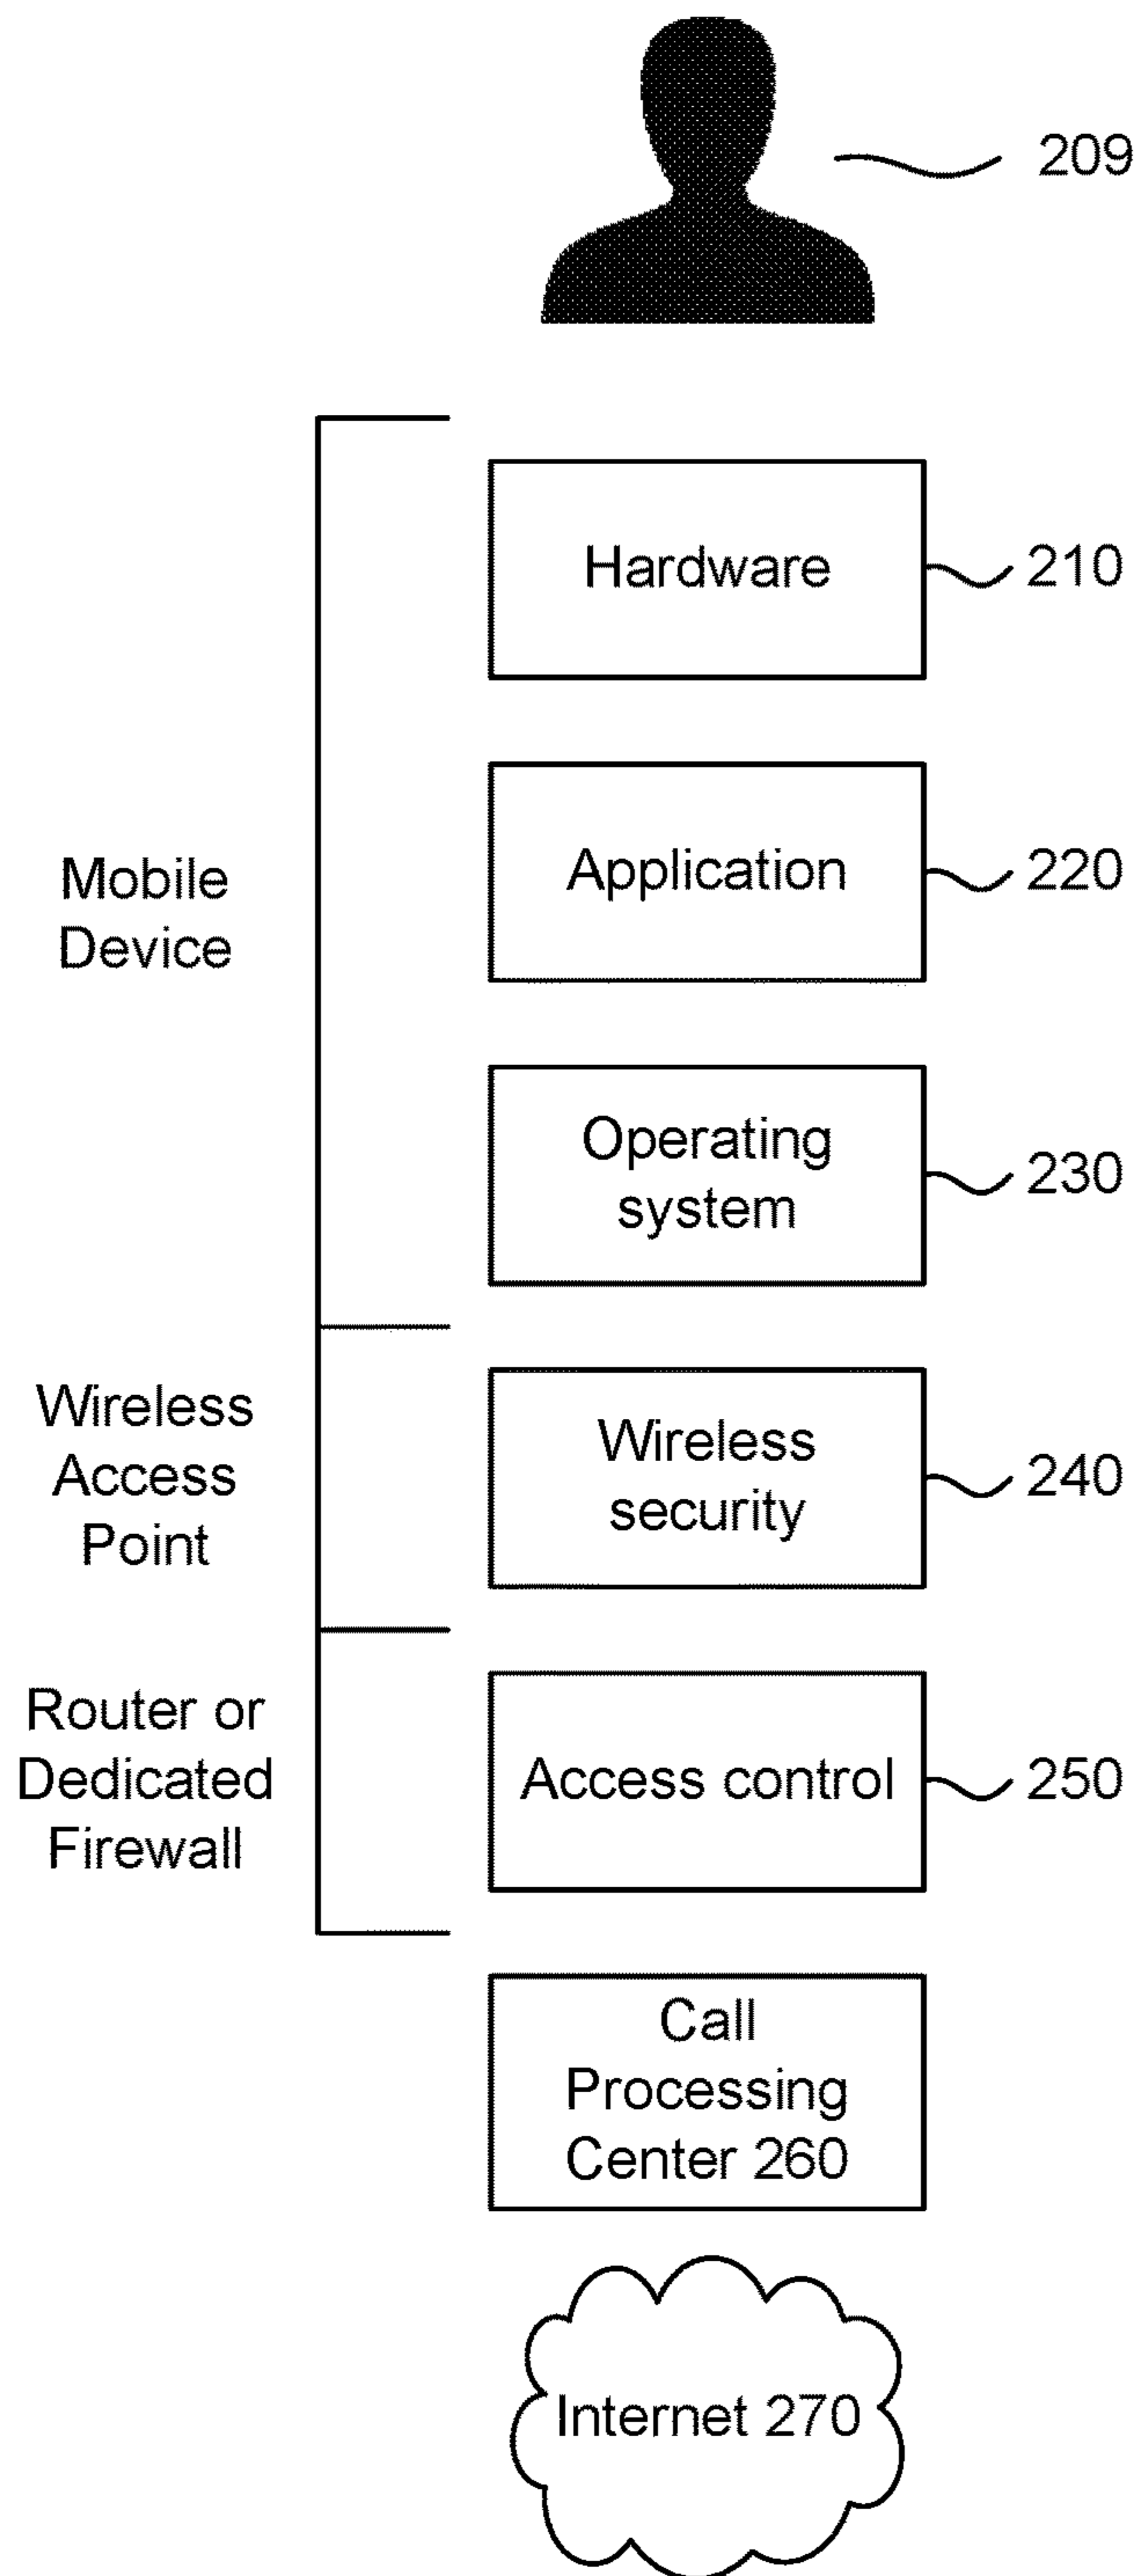 209
Hardware
210
Mobile
Device
Application
220
Operating
system
230
Wireless
Access
Point
Wireless
security
240
Router or
Dedicated
Firewall
Access control
250
Call
Processing
Center 260
Internet 270